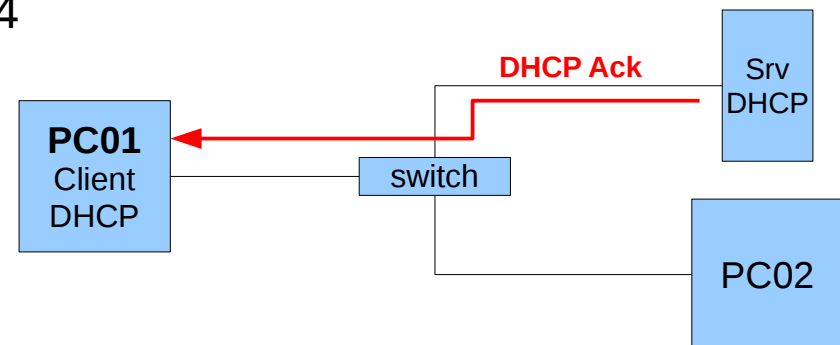 4
DHCP Ack
Srv
DHCP
PC01
Client
DHCP
switch
PC02